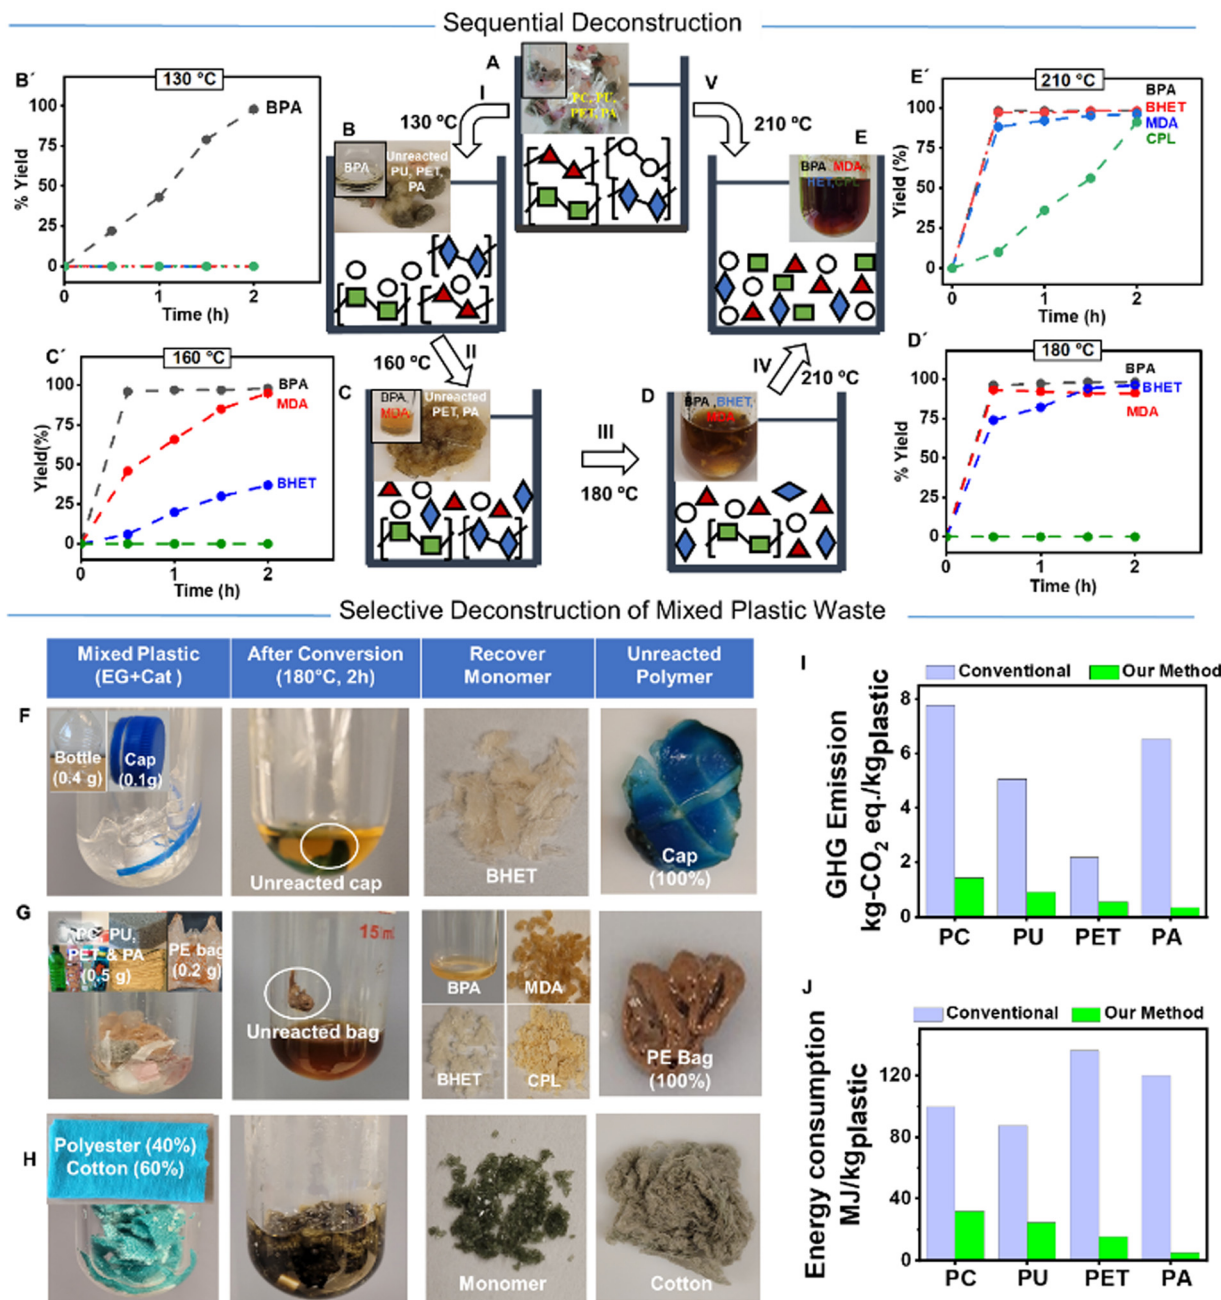 Sequential Deconstruction
A
PC, PU,
PET, PA
I
130 ºC
V
210 ºC
B´
130 ºC
% Yield
100
75
50
25
0
BPA
0
1
2
Time (h)
B
BPA
Unreacted
PU, PET,
PA
E
BPA MDA,
HET,CPL
E´
210 °C
Yield (%)
100
75
50
25
0
BPA
BHET
MDA
CPL
0
1
2
Time (h)
160 ºC
II
IV
210 ºC
C´
160 °C
Yield(%)
100
75
50
25
0
BPA
MDA
BHET
0
1
2
Time (h)
C
BPA,
MDA,
Unreacted
PET, PA
III
180 ºC
D
BPA ,BHET,
MDA
D´
180 °C
% Yield
100
75
50
25
0
BPA
BHET
MDA
0
1
2
Time (h)
Selective Deconstruction of Mixed Plastic Waste
Mixed Plastic
(EG+Cat )
After Conversion
(180°C, 2h)
Recover
Monomer
Unreacted
Polymer
F
Bottle
(0.4 g)
Cap
(0.1g)
Unreacted cap
BHET
Cap
(100%)
G
PC, PU,
PET & PA
(0.5 g)
PE bag
(0.2 g)
15 mL
Unreacted bag
BPA
MDA
BHET
CPL
PE Bag
(100%)
H
Polyester (40%)
Cotton (60%)
Monomer
Cotton
I
Conventional
Our Method
GHG Emission
kg-CO2 eq./kgplastic
8
6
4
2
0
PC
PU
PET
PA
J
Conventional
Our Method
Energy consumption
MJ/kgplastic
120
80
40
0
PC
PU
PET
PA